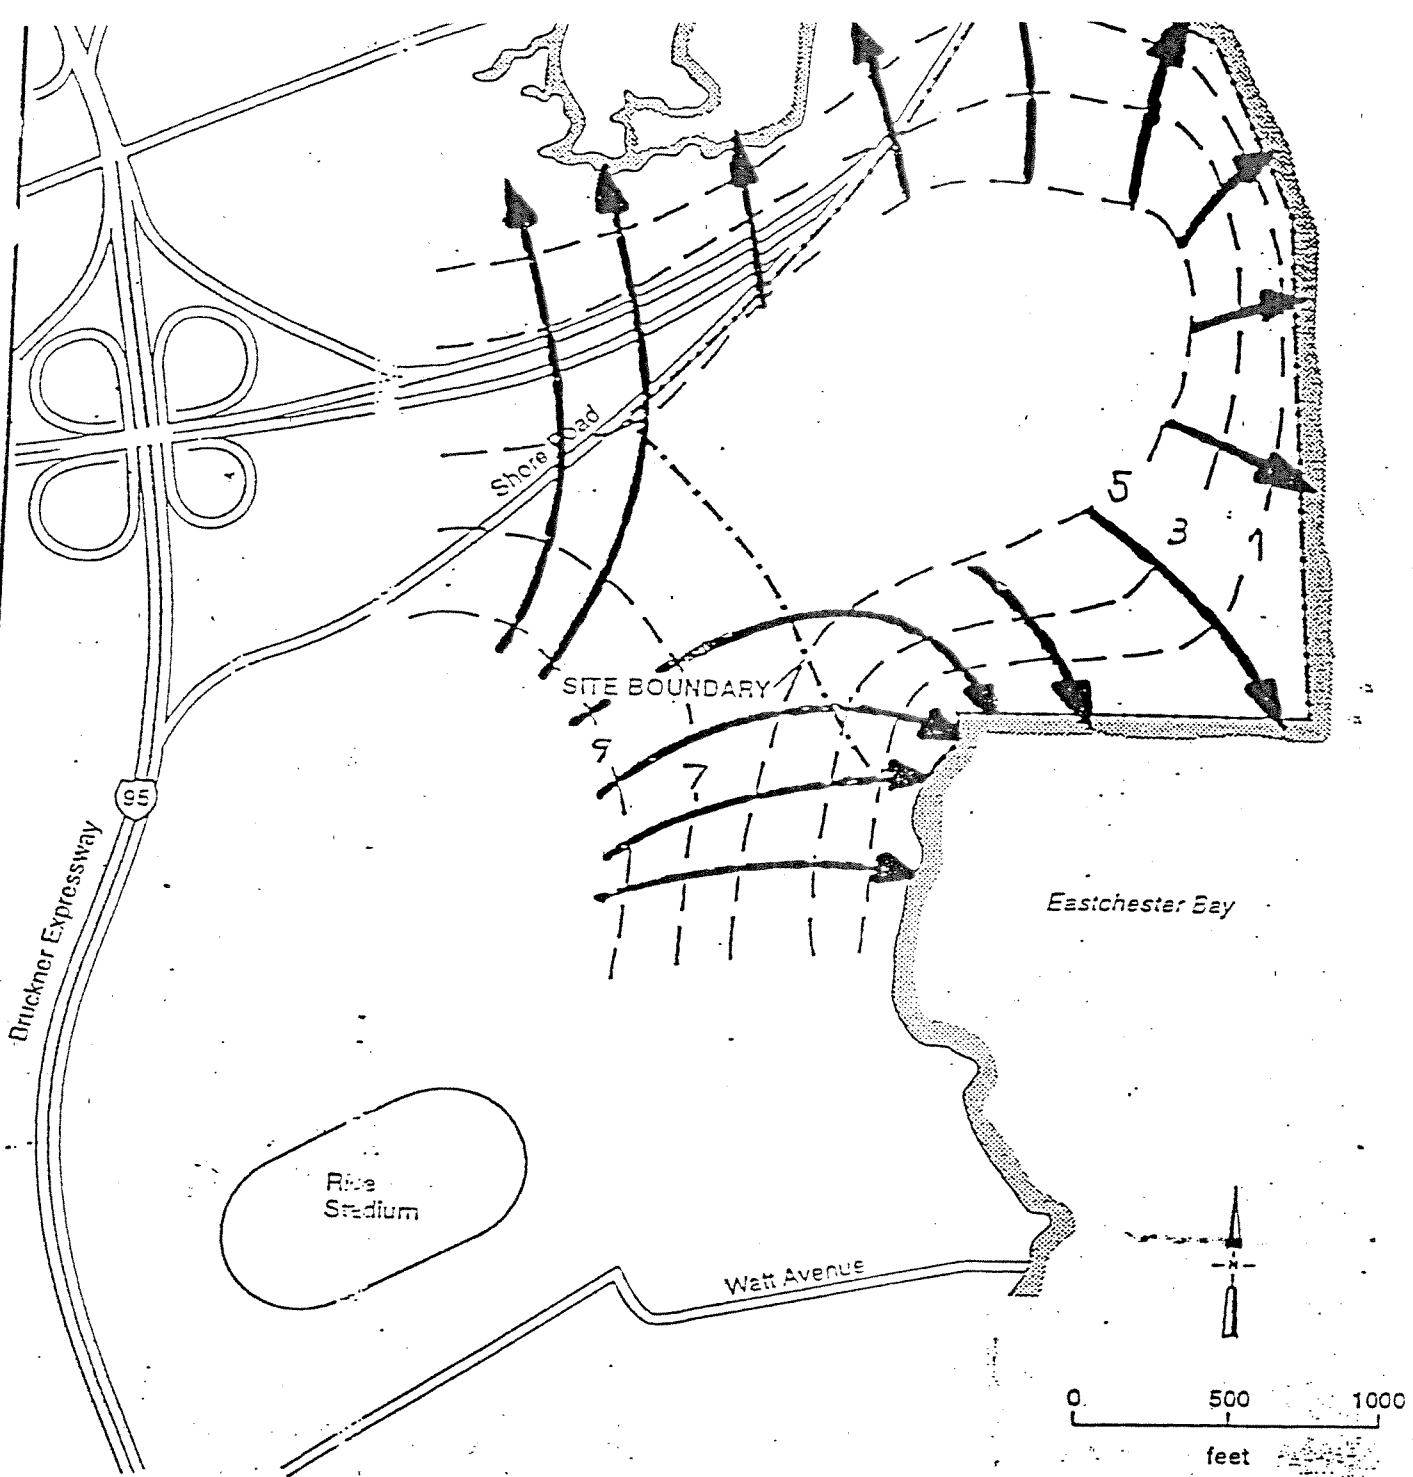 Shore Road
5
3
1
SITE BOUNDARY
9
7
95
Bruckner Expressway
Eastchester Bay
Rice
Stadium
Watt Avenue
N
0 500 1000
feet